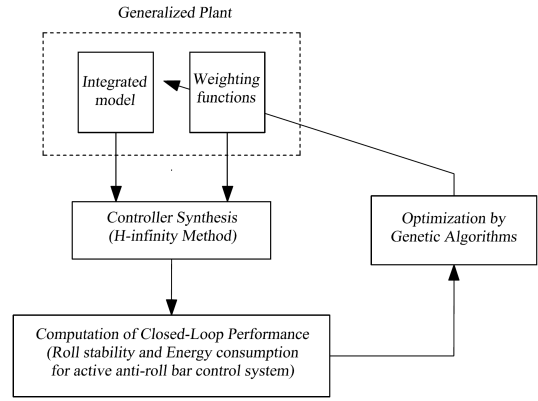 Generalized Plant
Integrated
model
Weighting
functions
Controller Synthesis
(H-infinity Method)
Optimization by
Genetic Algorithms
Computation of Closed-Loop Performance
(Roll stability and Energy consumption
for active anti-roll bar control system)